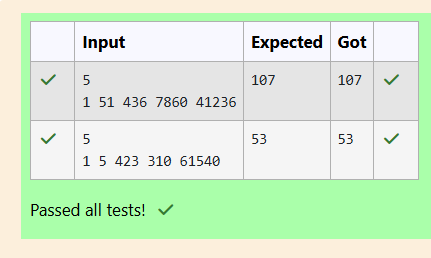 Input Expected Got
5 107 107
1 51 436 7860 41236
5 53 53
1 5 423 310 61540
Passed all tests!